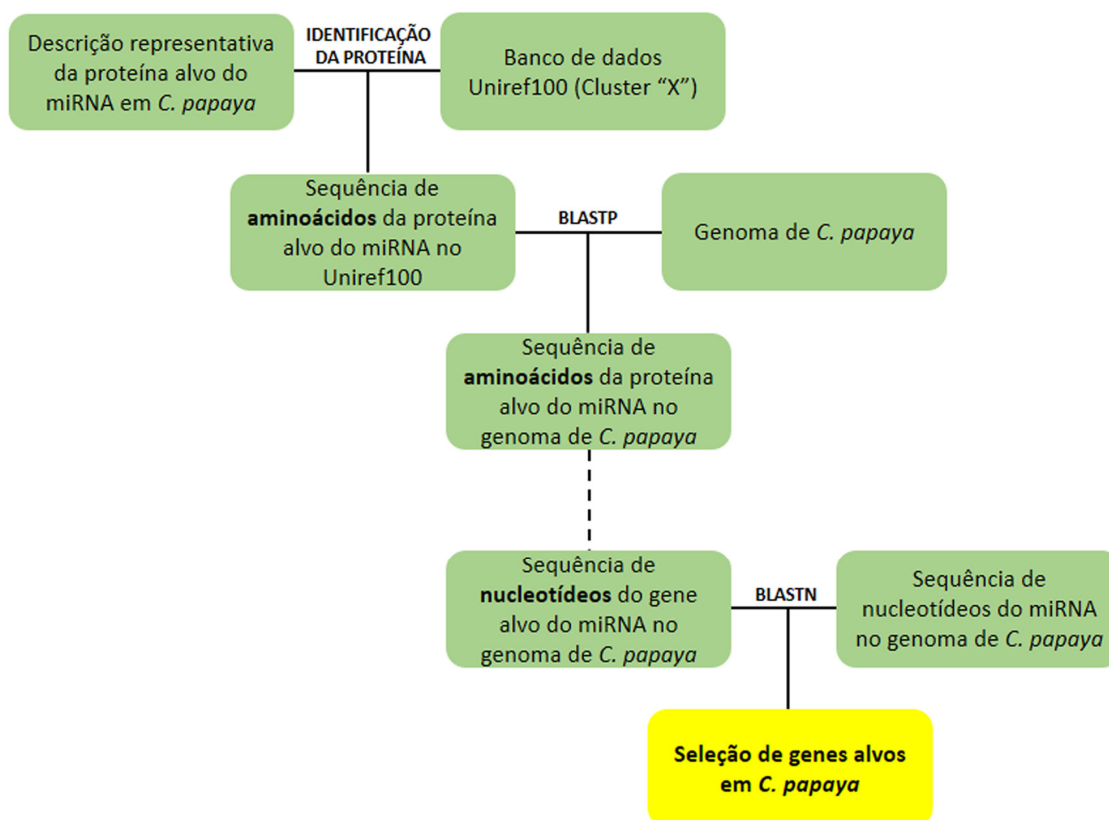 Descrição representativa
da proteína alvo do
miRNA em C. papaya
IDENTIFICAÇÃO
DA PROTEÍNA
Banco de dados
Uniref100 (Cluster “X”)
Sequência de
aminoácidos da proteína
alvo do miRNA no
Uniref100
BLASTP
Genoma de C. papaya
Sequência de
aminoácidos da proteína
alvo do miRNA no
genoma de C. papaya
Sequência de
nucleotídeos do gene
alvo do miRNA no
genoma de C. papaya
BLASTN
Sequência de
nucleotídeos do miRNA
no genoma de C. papaya
Seleção de genes alvos
em C. papaya